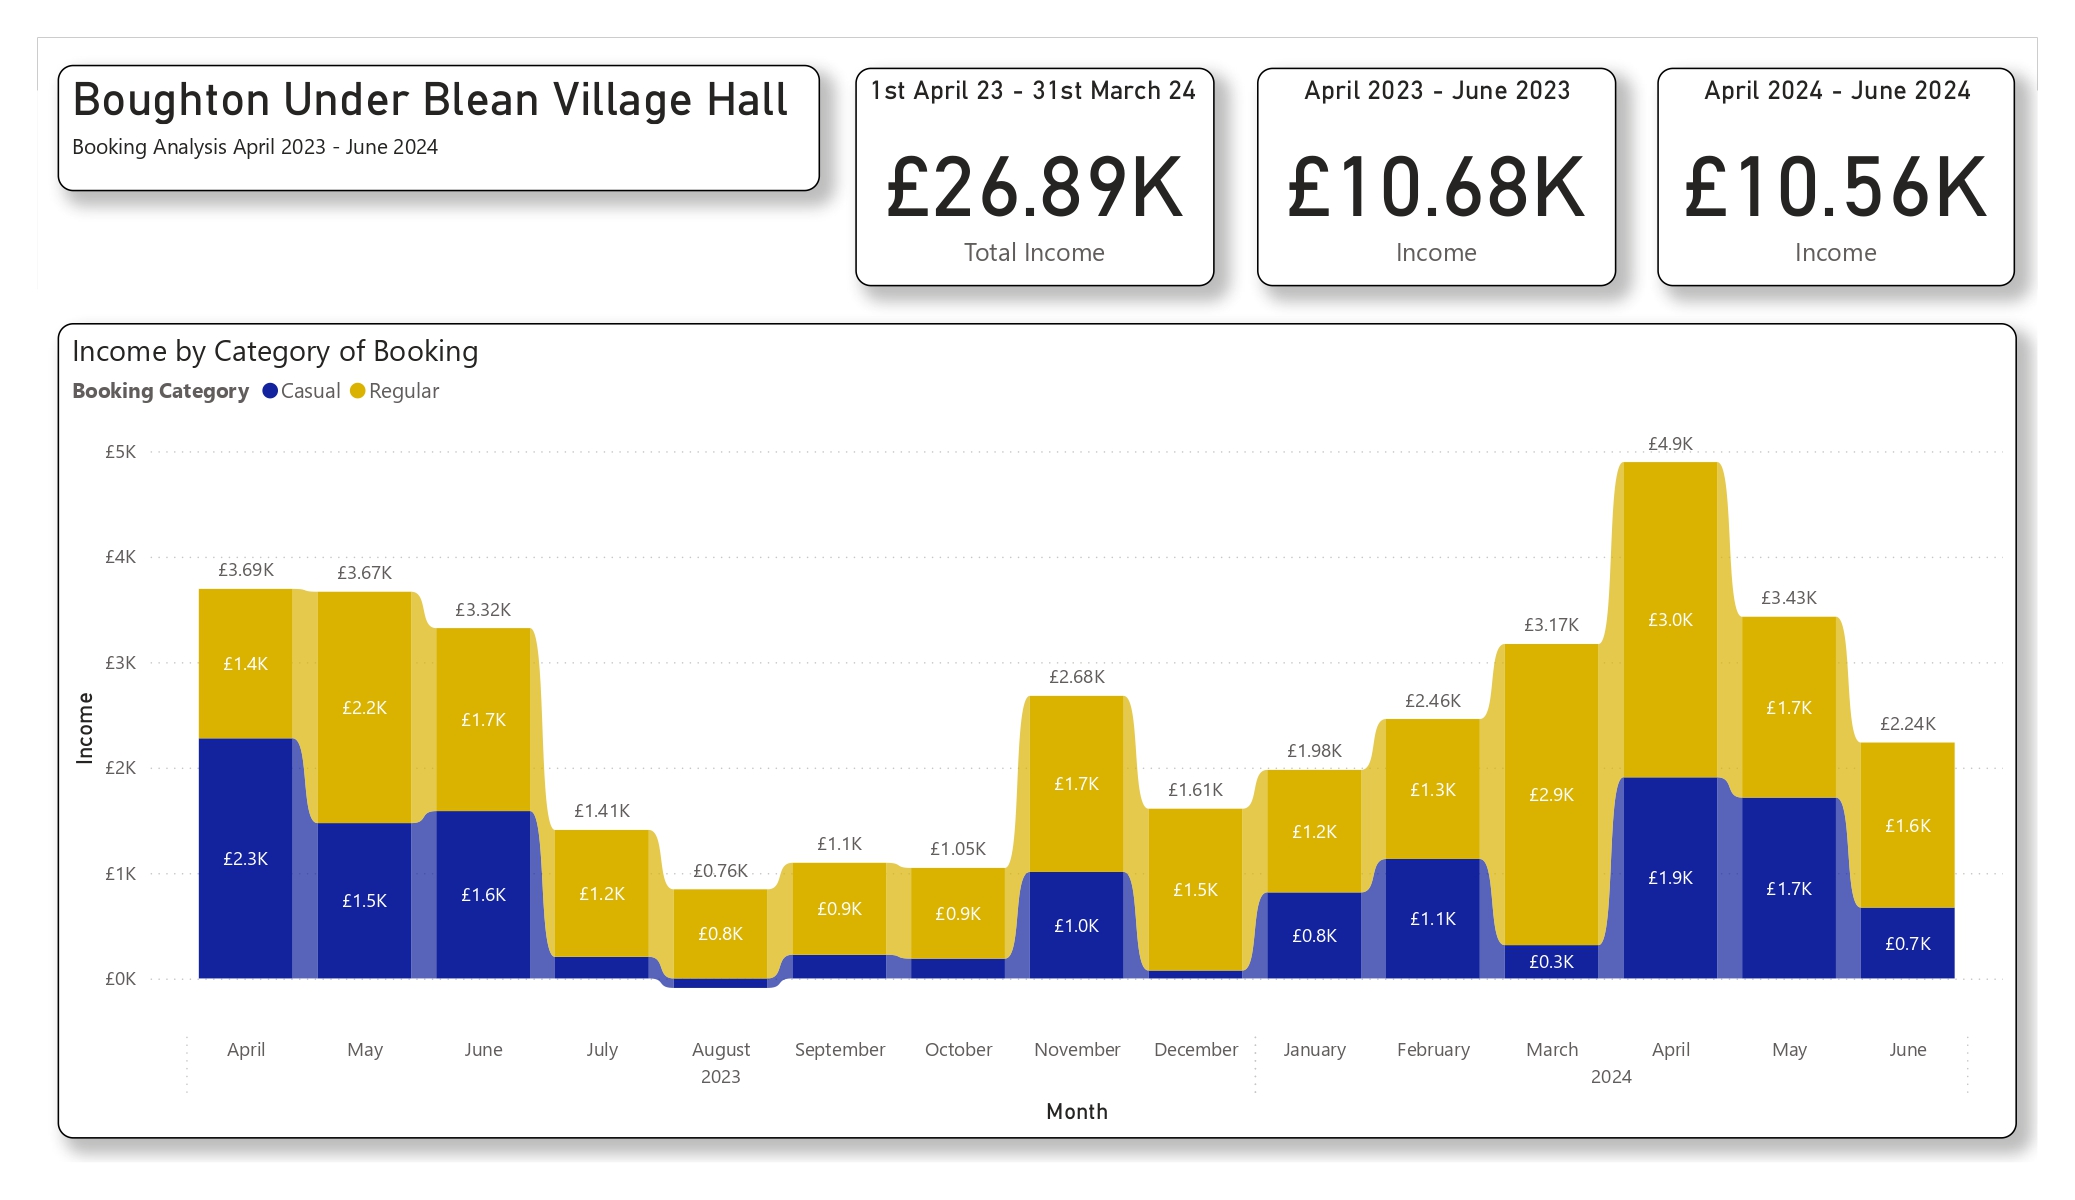 Boughton Under Blean Village Hall
Booking Analysis April 2023 - June 2024
1st April 23 - 31st March 24
£26.89K
Total Income
April 2023 - June 2023
£10.68K
Income
April 2024 - June 2024
£10.56K
Income
Income by Category of Booking
Booking Category Casual Regular
£5K
£4K
£3K
£2K
£1K
£0K
Income
£3.69K
£1.4K
£2.3K
£3.67K
£2.2K
£1.5K
£3.32K
£1.7K
£1.6K
£1.41K
£1.2K
£0.76K
£0.8K
£1.1K
£0.9K
£1.05K
£0.9K
£2.68K
£1.7K
£1.0K
£1.61K
£1.5K
£1.98K
£1.2K
£0.8K
£2.46K
£1.3K
£1.1K
£3.17K
£2.9K
£0.3K
£4.9K
£3.0K
£1.9K
£3.43K
£1.7K
£1.7K
£2.24K
£1.6K
£0.7K
April May June July August September October November December January February March April May June
2023 2024
Month